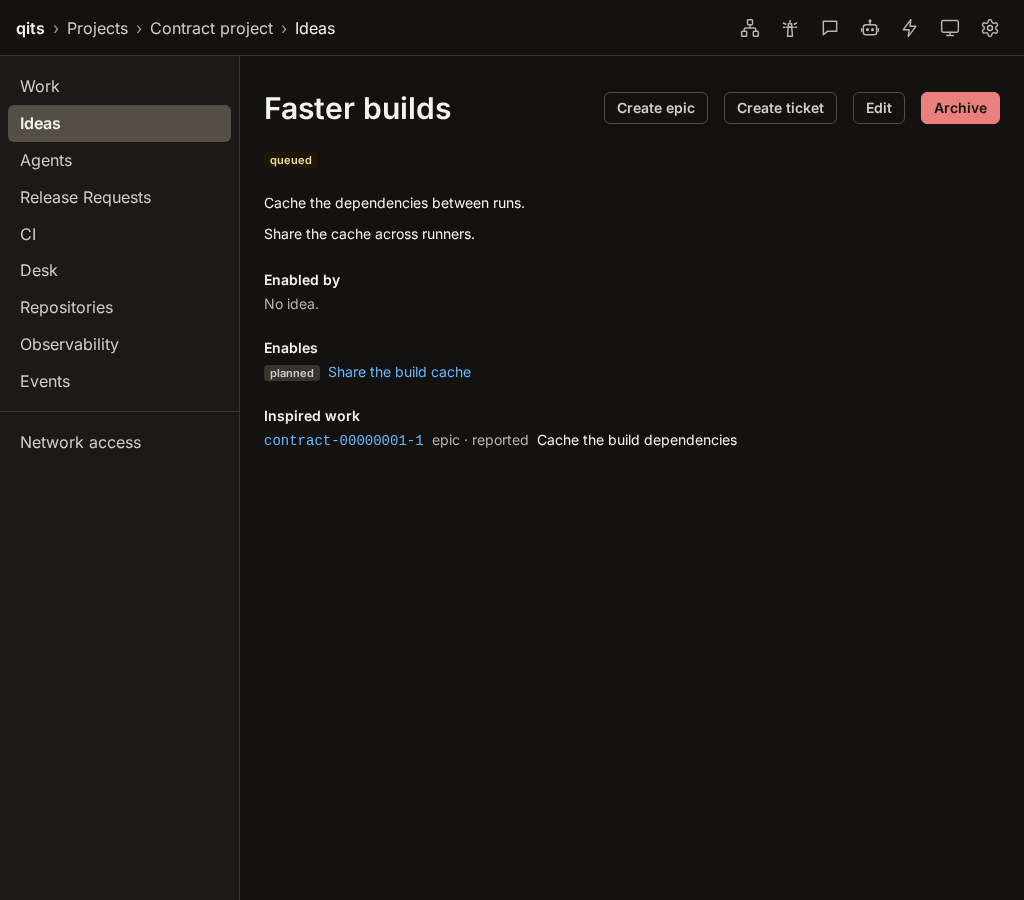 qits › Projects › Contract project › Ideas
Work
Ideas
Agents
Release Requests
CI
Desk
Repositories
Observability
Events
Network access
Faster builds
Create epic
Create ticket
Edit
Archive
queued
Cache the dependencies between runs.
Share the cache across runners.
Enabled by
No idea.
Enables
planned Share the build cache
Inspired work
contract-00000001-1 epic · reported Cache the build dependencies